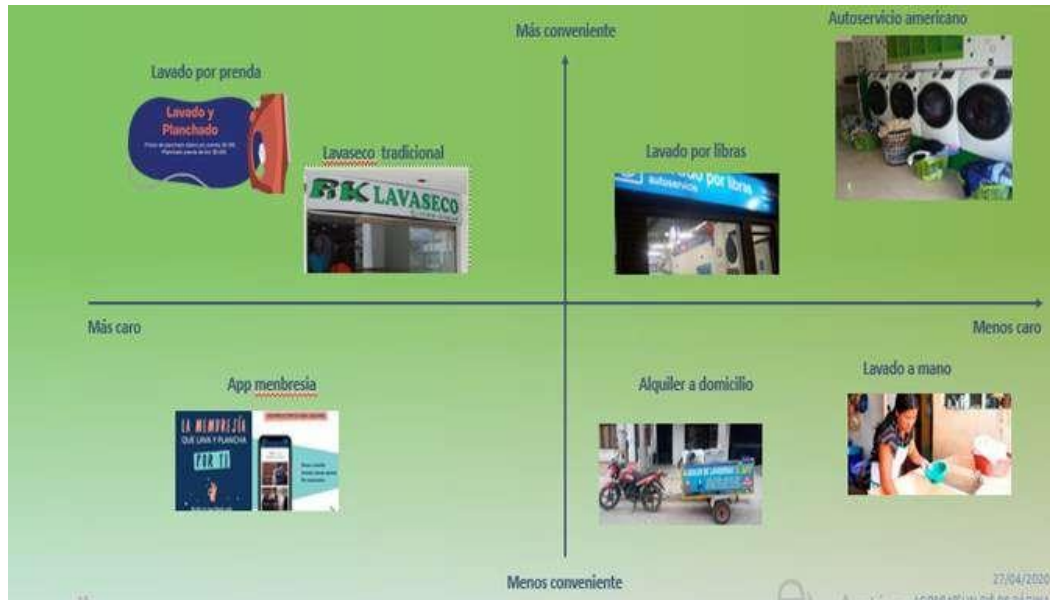 Autoservicio americano
Más conveniente
Lavado por prenda
Lavado y
Planchado
Lavaseco tradicional
RK LAVASECO
Lavado por libras
por libras
autoservicio
Más caro
Menos caro
App menbresia
Alquiler a domicilio
Lavado a mano
LA MEMBRESÍA
QUE LAVA Y PLANCHA
POR TI
Menos conveniente
27/04/2020